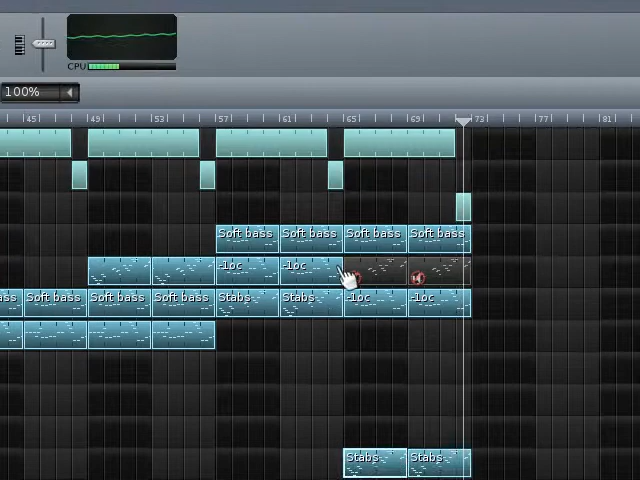 CPU
100%
45 49 53 57 61 65 69 73 77 81
Soft bass Soft bass Soft bass Soft bass
-1oc -1oc
ass Soft bass Soft bass Soft bass Stabs Stabs -1oc -1oc
Stabs Stabs